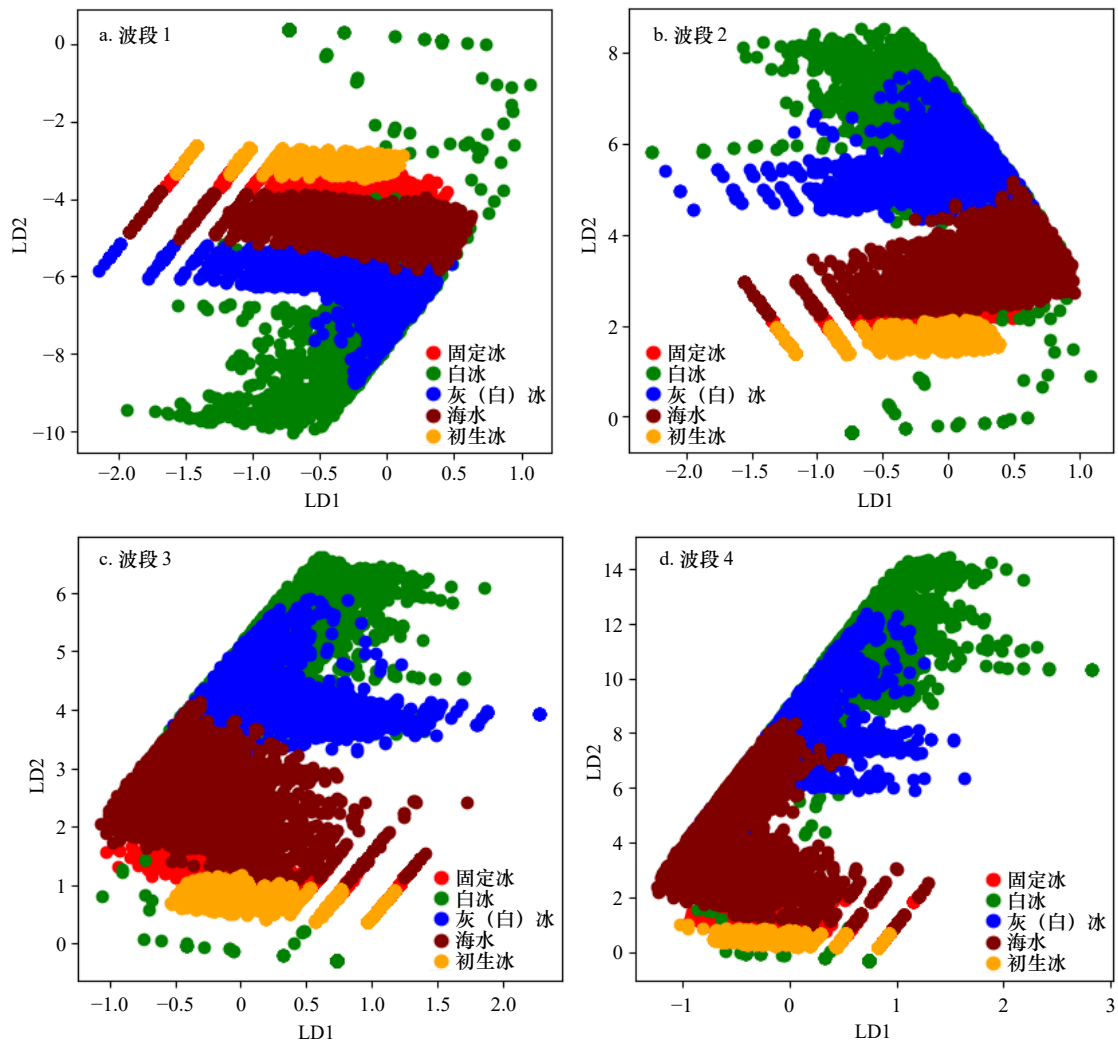 a. 波段 1
0
−2
−4
−6
−8
−10
LD2
固定冰
白冰
灰（白）冰
海水
初生冰
−2.0 −1.5 −1.0 −0.5 0 0.5 1.0
LD1
b. 波段 2
8
6
4
2
0
LD2
固定冰
白冰
灰（白）冰
海水
初生冰
−2.0 −1.5 −1.0 −0.5 0 0.5 1.0
LD1
c. 波段 3
6
5
4
3
2
1
0
LD2
固定冰
白冰
灰（白）冰
海水
初生冰
−1.0 −0.5 0 0.5 1.0 1.5 2.0
LD1
d. 波段 4
14
12
10
8
6
4
2
0
LD2
固定冰
白冰
灰（白）冰
海水
初生冰
−1 0 1 2 3
LD1